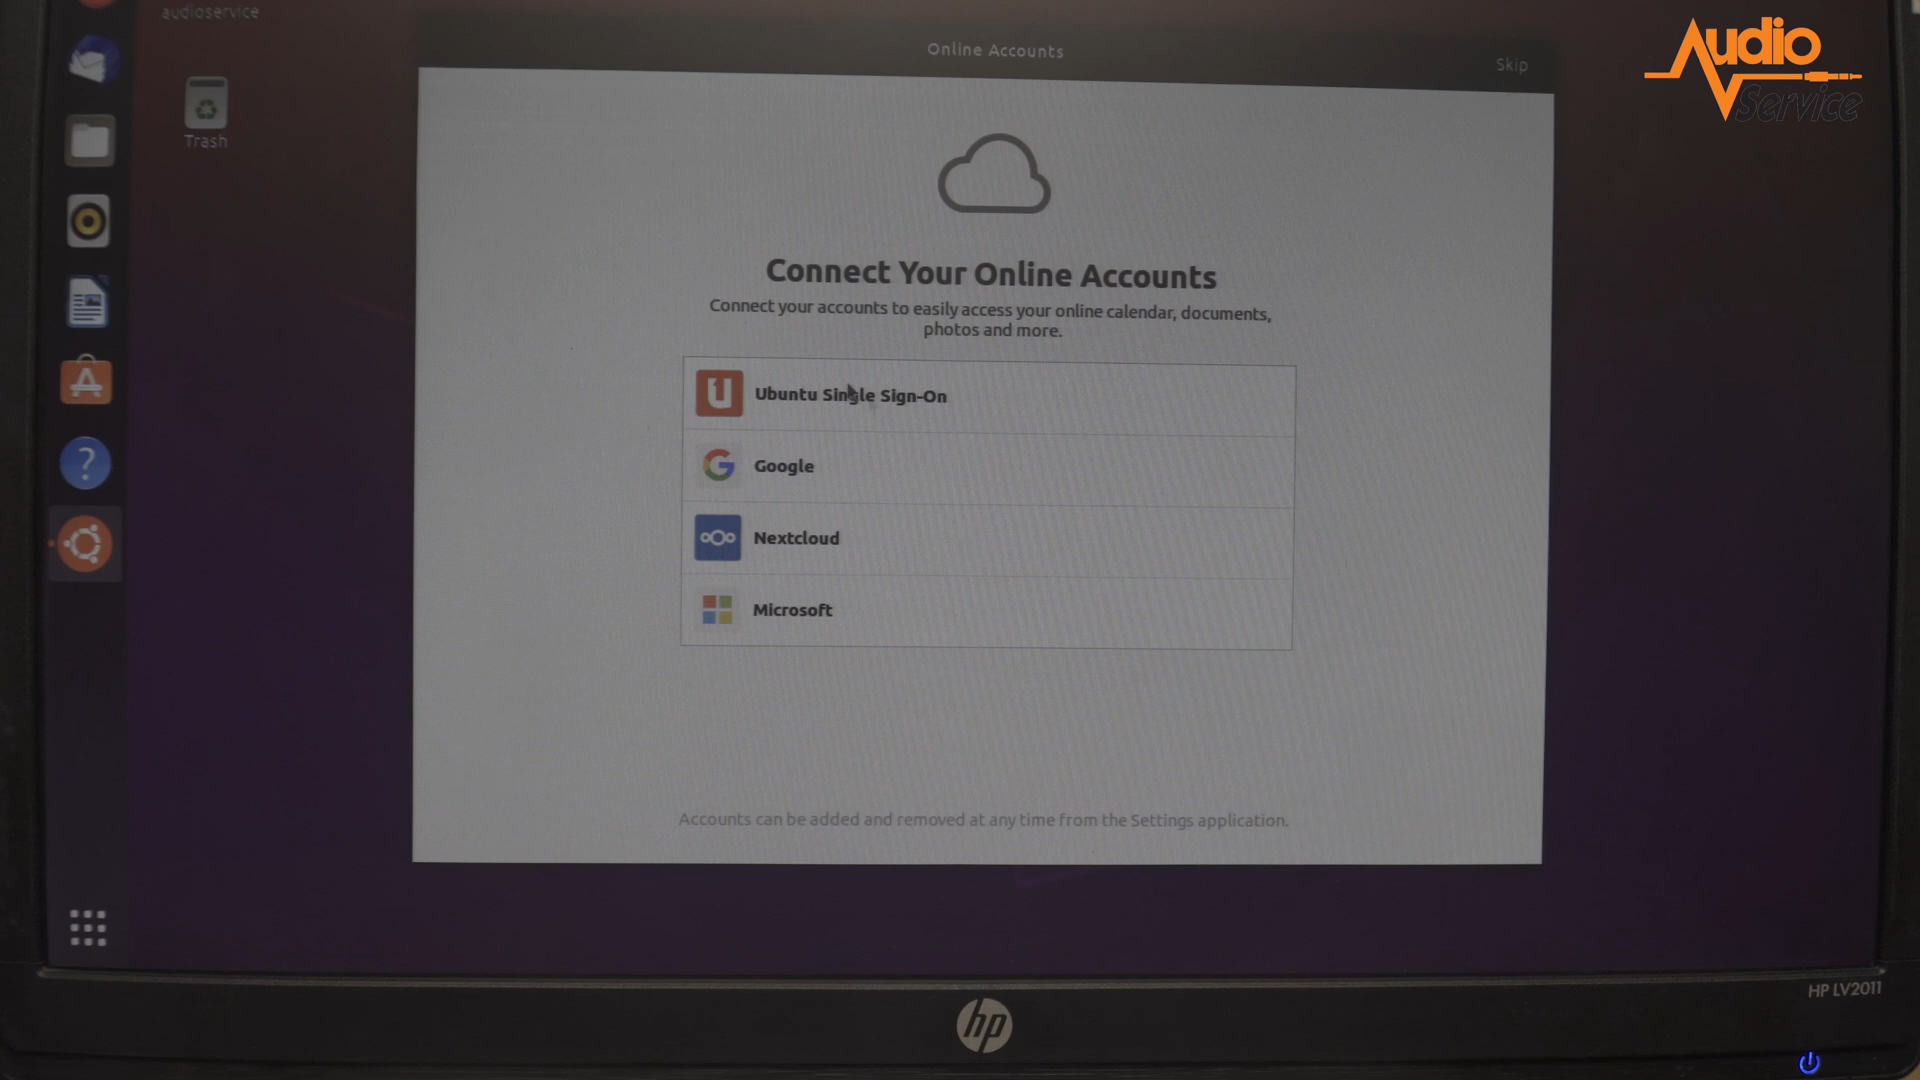 audioservice
Online Accounts
Skip
Audio
Service
Trash
Connect Your Online Accounts
Connect your accounts to easily access your online calendar, documents,
photos and more.
Ubuntu Single Sign-On
Google
Nextcloud
Microsoft
Accounts can be added and removed at any time from the Settings application.
HP LV2011
hp